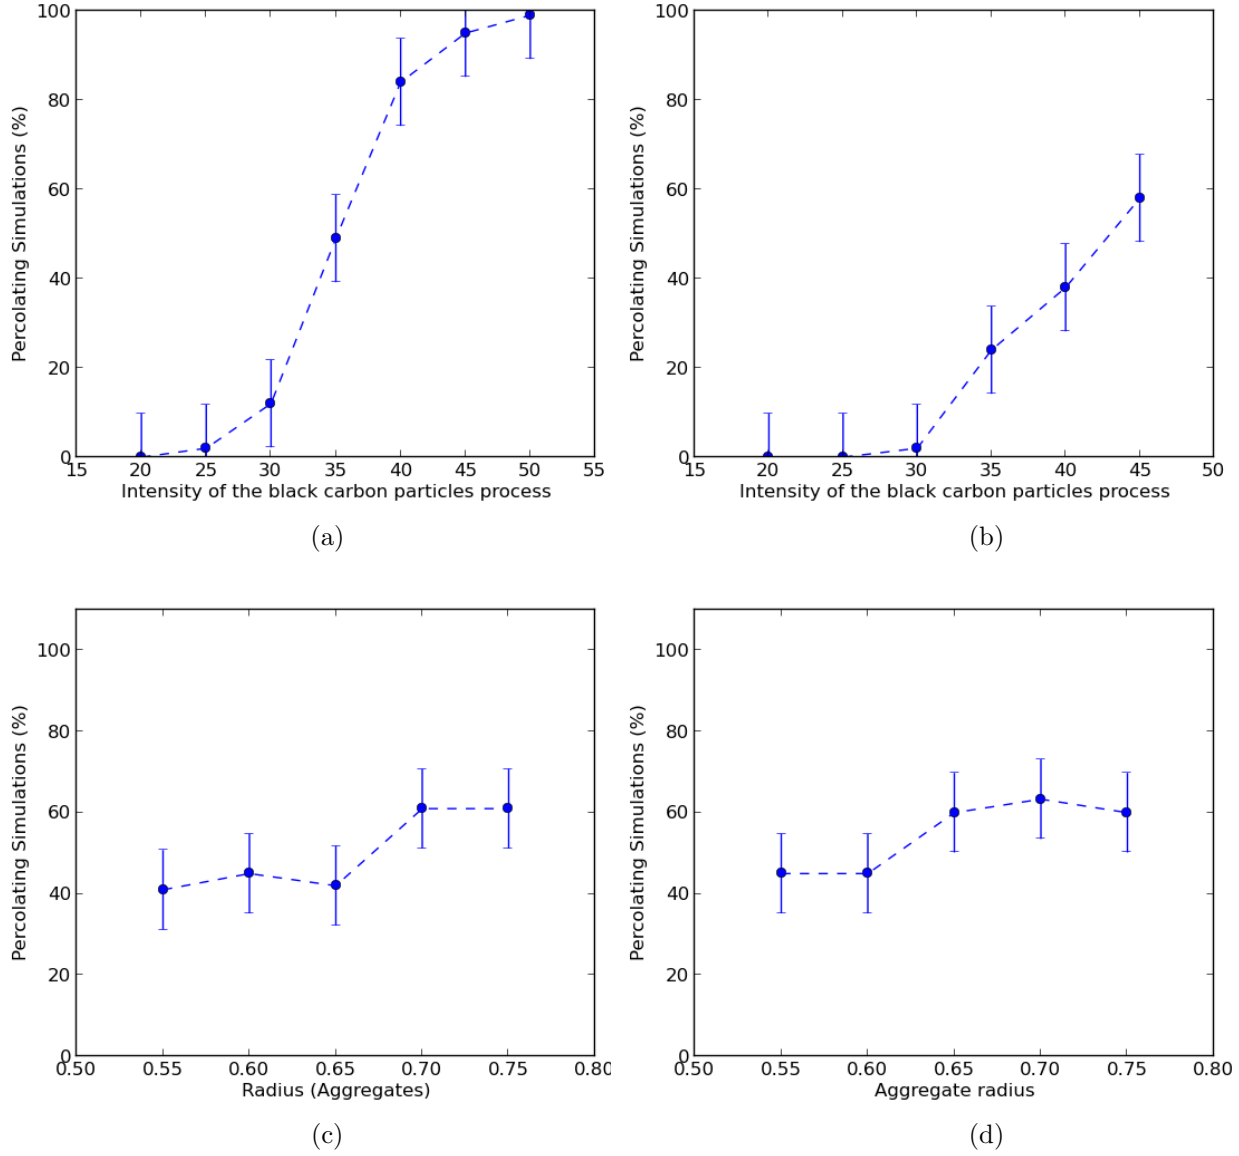 100
80
60
40
20
0
Percolating Simulations (%)
15 20 25 30 35 40 45 50 55
Intensity of the black carbon particles process
(a)
100
80
60
40
20
0
Percolating Simulations (%)
15 20 25 30 35 40 45 50
Intensity of the black carbon particles process
(b)
100
80
60
40
20
0
Percolating Simulations (%)
0.50 0.55 0.60 0.65 0.70 0.75 0.80
Radius (Aggregates)
(c)
100
80
60
40
20
0
Percolating Simulations (%)
0.50 0.55 0.60 0.65 0.70 0.75 0.80
Aggregate radius
(d)